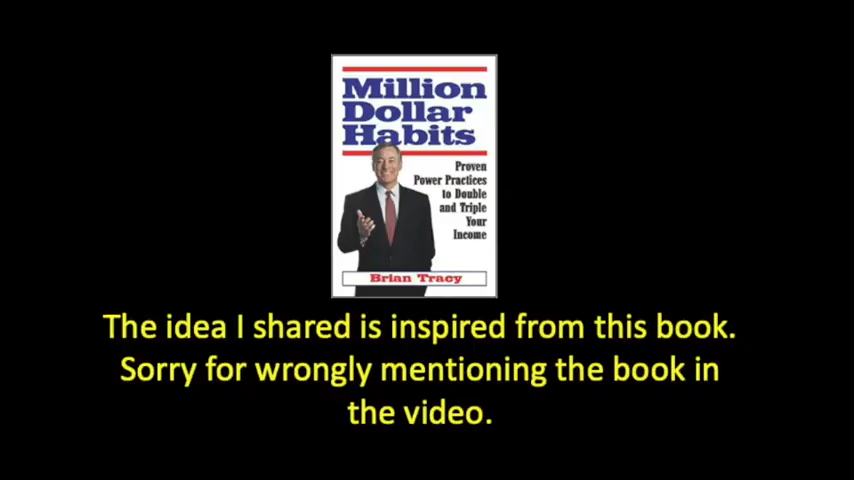 Million
Dollar
Habits
Proven
Power Practices
to Double
and Triple
Your
Income
Brian Tracy
The idea I shared is inspired from this book.
Sorry for wrongly mentioning the book in
the video.